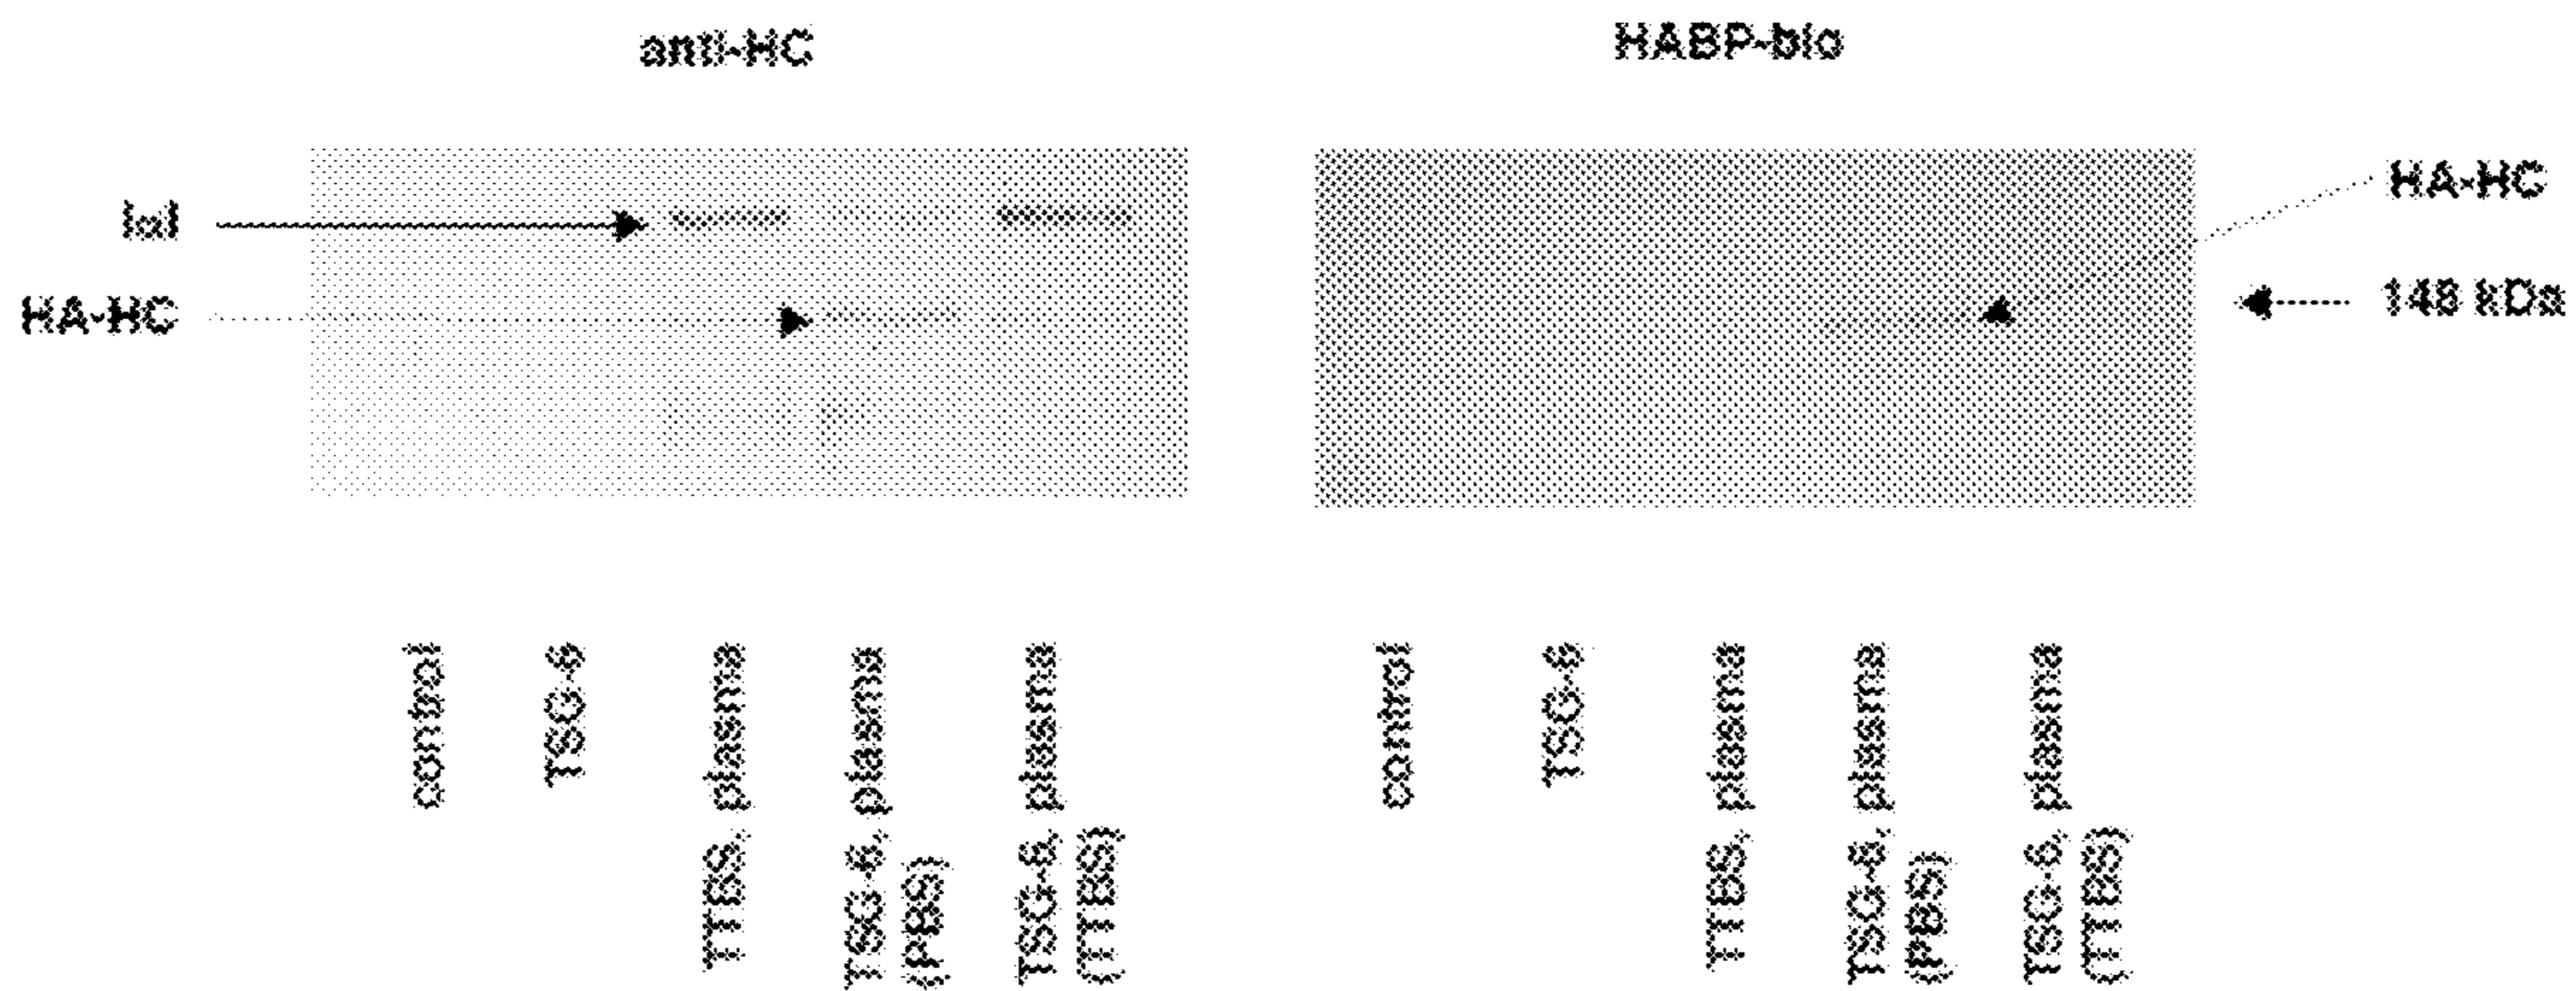 anti-HC
HABP-bio
IαI
HA-HC
HA-HC
148 kDa
control
TSG-6
TTBS, plasma
TSG-6, plasma
(PBS)
TSG-6, plasma
(TTBS)
control
TSG-6
TTBS, plasma
TSG-6, plasma
(PBS)
TSG-6, plasma
(TTBS)